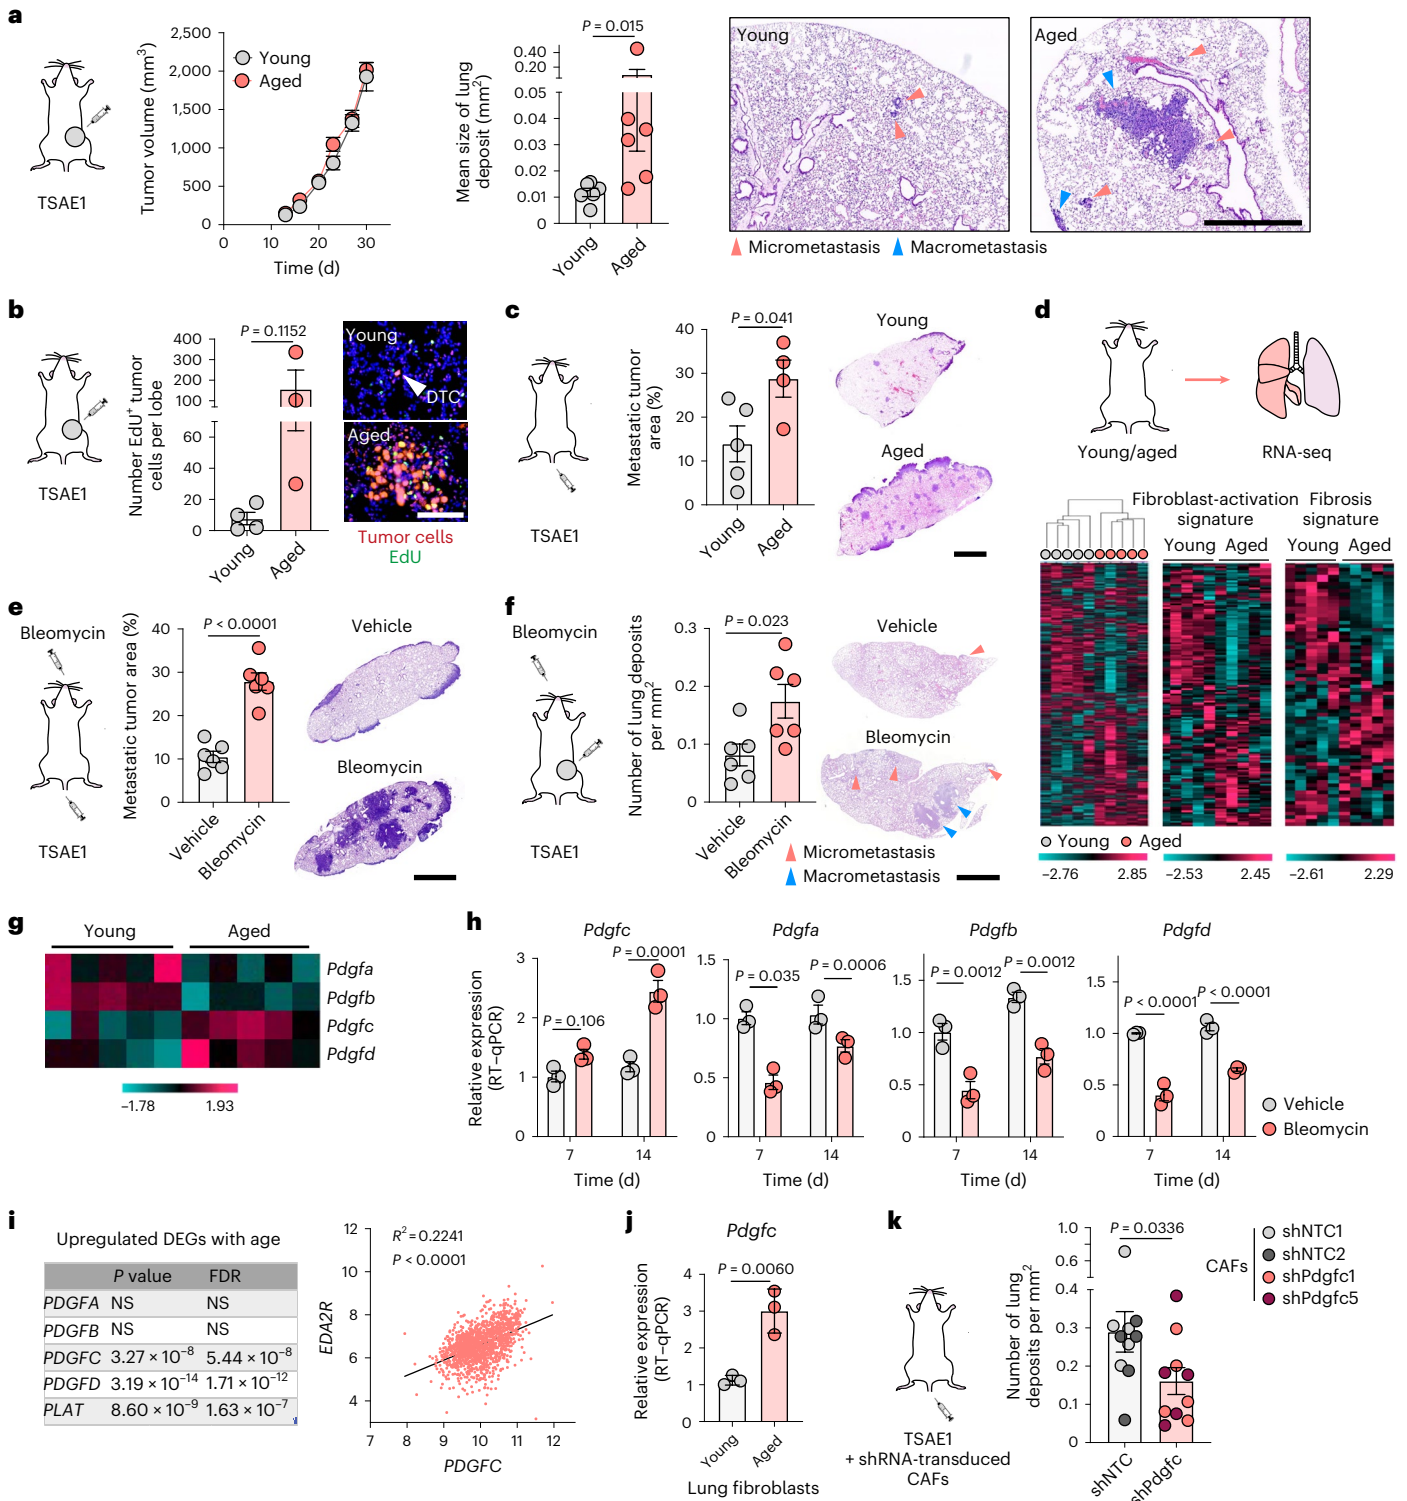 a
TSAE1
Tumor volume (mm³)
2,500
2,000
1,500
1,000
500
0
0 10 20 30
Time (d)
Young
Aged
Mean size of lung
deposit (mm²)
P = 0.015
0.40
0.20
0.05
0.04
0.03
0.02
0.01
0
Young
Aged
Young
Aged
Micrometastasis
Macrometastasis
b
TSAE1
Number EdU⁺ tumor
cells per lobe
P = 0.1152
400
300
200
100
60
40
20
0
Young
Aged
Young
DTC
Aged
Tumor cells
EdU
c
TSAE1
Metastatic tumor
area (%)
P = 0.041
40
30
20
10
0
Young
Aged
Young
Aged
d
Young/aged
RNA-seq
Fibroblast-activation
signature
Fibrosis
signature
Young Aged
Young Aged
Young Aged
−2.76 2.85
−2.53 2.45
−2.61 2.29
e
Bleomycin
TSAE1
Metastatic tumor area (%)
P < 0.0001
40
30
20
10
0
Vehicle
Bleomycin
Vehicle
Bleomycin
f
Bleomycin
TSAE1
Number of lung deposits
per mm²
P = 0.023
0.3
0.2
0.1
0
Vehicle
Bleomycin
Vehicle
Bleomycin
Micrometastasis
Macrometastasis
g
Young Aged
Pdgfa
Pdgfb
Pdgfc
Pdgfd
−1.78 1.93
h
Relative expression
(RT–qPCR)
Pdgfc
P = 0.0001
P = 0.106
3
2
1
0
7 14
Time (d)
Pdgfa
P = 0.035
P = 0.0006
1.5
1.0
0.5
0
7 14
Time (d)
Pdgfb
P = 0.0012
P = 0.0012
1.5
1.0
0.5
0
7 14
Time (d)
Pdgfd
P < 0.0001
P < 0.0001
1.5
1.0
0.5
0
7 14
Time (d)
Vehicle
Bleomycin
i
Upregulated DEGs with age
P value FDR
PDGFA NS NS
PDGFB NS NS
PDGFC 3.27 × 10⁻⁸ 5.44 × 10⁻⁸
PDGFD 3.19 × 10⁻¹⁴ 1.71 × 10⁻¹²
PLAT 8.60 × 10⁻⁹ 1.63 × 10⁻⁷
EDA2R
12
10
8
6
4
R² = 0.2241
P < 0.0001
7 8 9 10 11 12
PDGFC
j
Pdgfc
Relative expression
(RT–qPCR)
P = 0.0060
4
3
2
1
0
Young
Aged
Lung fibroblasts
k
TSAE1
+ shRNA-transduced
CAFs
Number of lung
deposits per mm²
P = 0.0336
1.0
0.5
0.4
0.3
0.2
0.1
0
shNTC
shPdgfc
CAFs
shNTC1
shNTC2
shPdgfc1
shPdgfc5